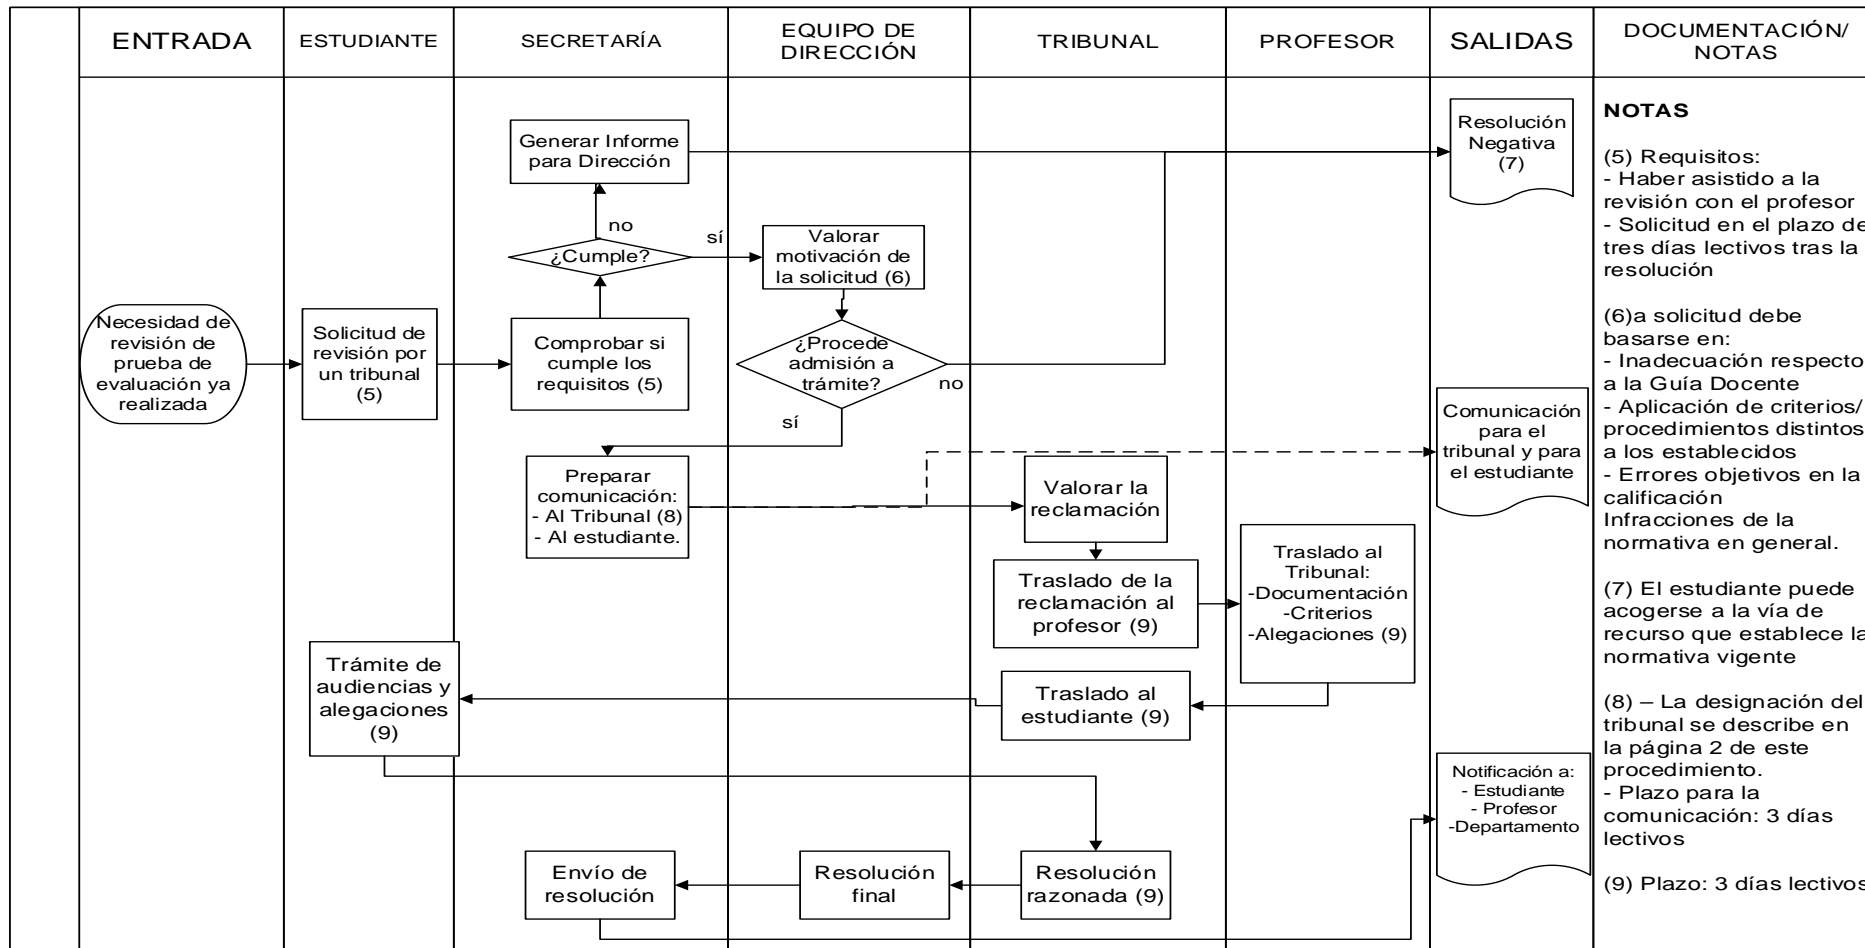 ENTRADA
ESTUDIANTE
SECRETARÍA
EQUIPO DE
DIRECCIÓN
TRIBUNAL
PROFESOR
SALIDAS
DOCUMENTACIÓN/
NOTAS
Generar Informe
para Dirección
Resolución
Negativa
(7)
no
sí
¿Cumple?
Valorar
motivación de
la solicitud (6)
Necesidad de
revisión de
prueba de
evaluación ya
realizada
Solicitud de
revisión por
un tribunal
(5)
Comprobar si
cumple los
requisitos (5)
¿Procede
admisión a
trámite?
no
sí
Preparar
comunicación:
- Al Tribunal (8)
- Al estudiante.
Valorar la
reclamación
Comunicación
para el
tribunal y para
el estudiante
Traslado de la
reclamación al
profesor (9)
Traslado al
Tribunal:
-Documentación
-Criterios
-Alegaciones (9)
Trámite de
audiencias y
alegaciones
(9)
Traslado al
estudiante (9)
Notificación a:
- Estudiante
- Profesor
-Departamento
Envío de
resolución
Resolución
final
Resolución
razonada (9)
NOTAS
(5) Requisitos:
- Haber asistido a la
revisión con el profesor
- Solicitud en el plazo de
tres días lectivos tras la
resolución
(6)a solicitud debe
basarse en:
- Inadecuación respecto
a la Guía Docente
- Aplicación de criterios/
procedimientos distintos
a los establecidos
- Errores objetivos en la
calificación
Infracciones de la
normativa en general.
(7) El estudiante puede
acogerse a la vía de
recurso que establece la
normativa vigente
(8) – La designación del
tribunal se describe en
la página 2 de este
procedimiento.
- Plazo para la
comunicación: 3 días
lectivos
(9) Plazo: 3 días lectivos